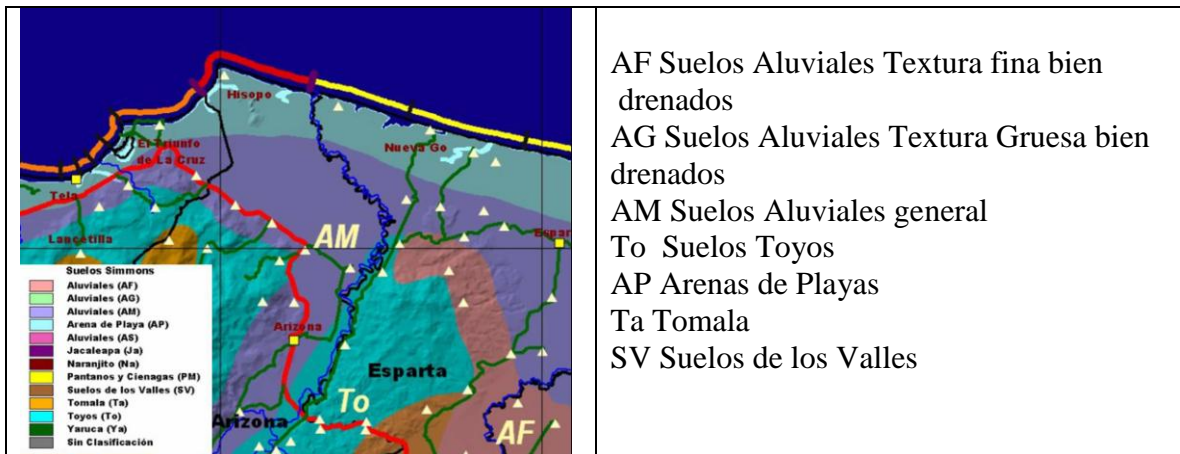 Hisopo
El Triunfo
de La Cruz
Nueva Go
Tela
AM
Lancetilla
Espar
Suelos Simmons
Aluviales (AF)
Aluviales (AG)
Aluviales (AM)
Arena de Playa (AP)
Aluviales (AS)
Jacaleapa (Ja)
Naranjito (Na)
Pantanos y Cienagas (PM)
Suelos de los Valles (SV)
Tomala (Ta)
Toyos (To)
Yaruca (Ya)
Sin Clasificación
Arizona
Esparta
To
Arizona
AF
AF Suelos Aluviales Textura fina bien
drenados
AG Suelos Aluviales Textura Gruesa bien
drenados
AM Suelos Aluviales general
To Suelos Toyos
AP Arenas de Playas
Ta Tomala
SV Suelos de los Valles